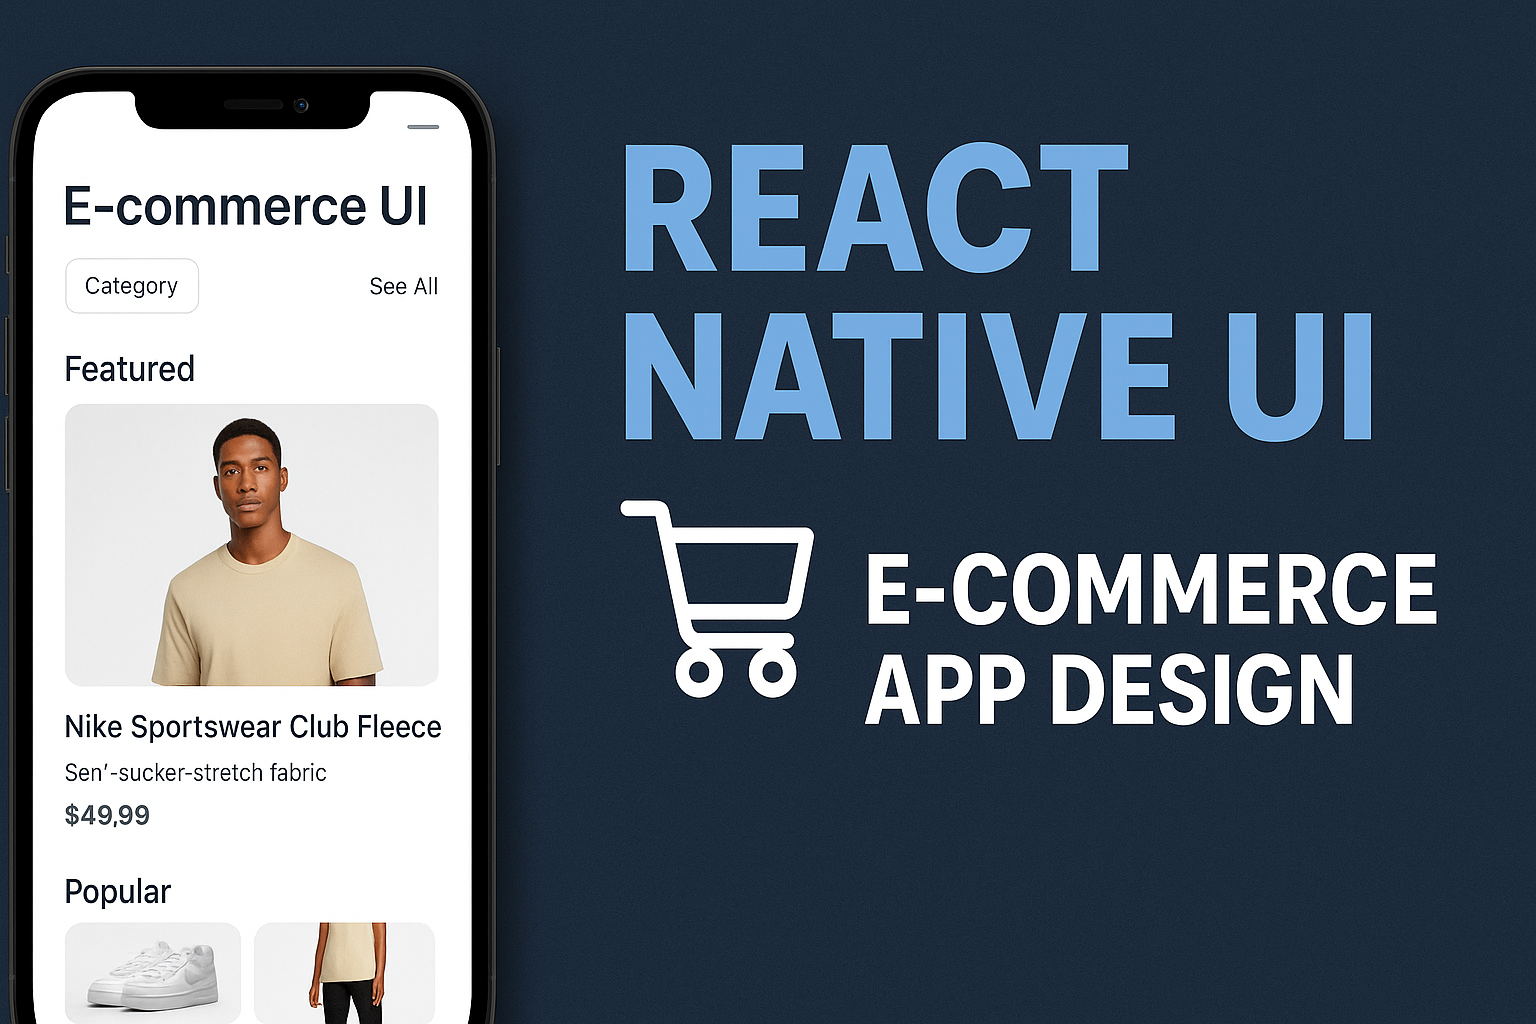 E-commerce UI
Category
See All
Featured
Nike Sportswear Club Fleece
Sen’-sucker-stretch fabric
$49,99
Popular
REACT
NATIVE UI
E-COMMERCE
APP DESIGN